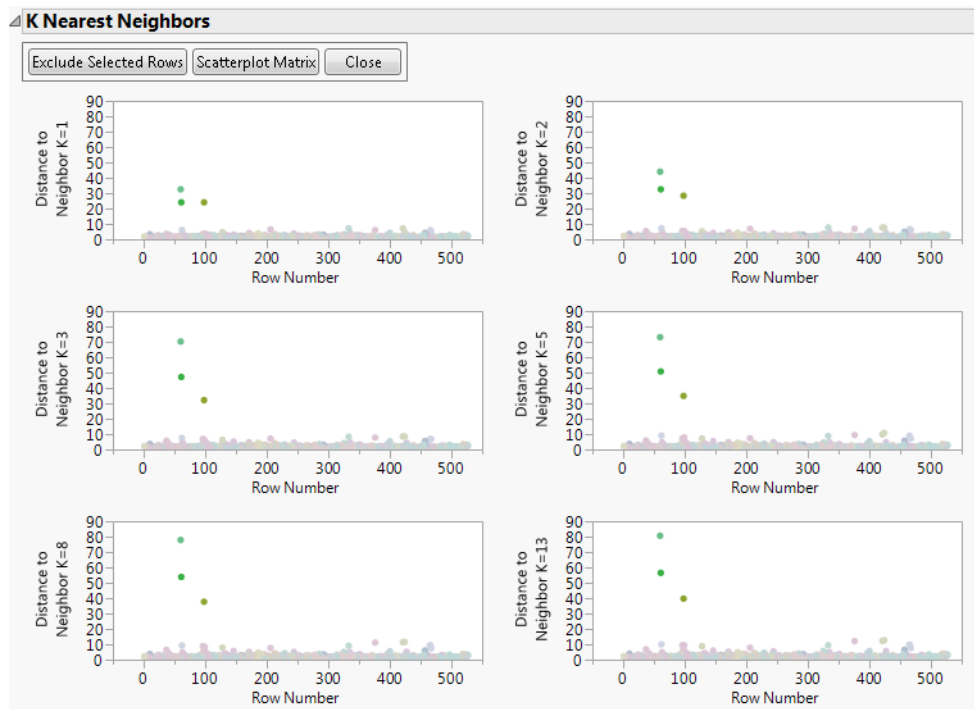 K Nearest Neighbors
Exclude Selected Rows Scatterplot Matrix Close
Distance to
Neighbor K=1
90
80
70
60
50
40
30
20
10
0
0 100 200 300 400 500
Row Number
Distance to
Neighbor K=2
90
80
70
60
50
40
30
20
10
0
0 100 200 300 400 500
Row Number
Distance to
Neighbor K=3
90
80
70
60
50
40
30
20
10
0
0 100 200 300 400 500
Row Number
Distance to
Neighbor K=5
90
80
70
60
50
40
30
20
10
0
0 100 200 300 400 500
Row Number
Distance to
Neighbor K=8
90
80
70
60
50
40
30
20
10
0
0 100 200 300 400 500
Row Number
Distance to
Neighbor K=13
90
80
70
60
50
40
30
20
10
0
0 100 200 300 400 500
Row Number